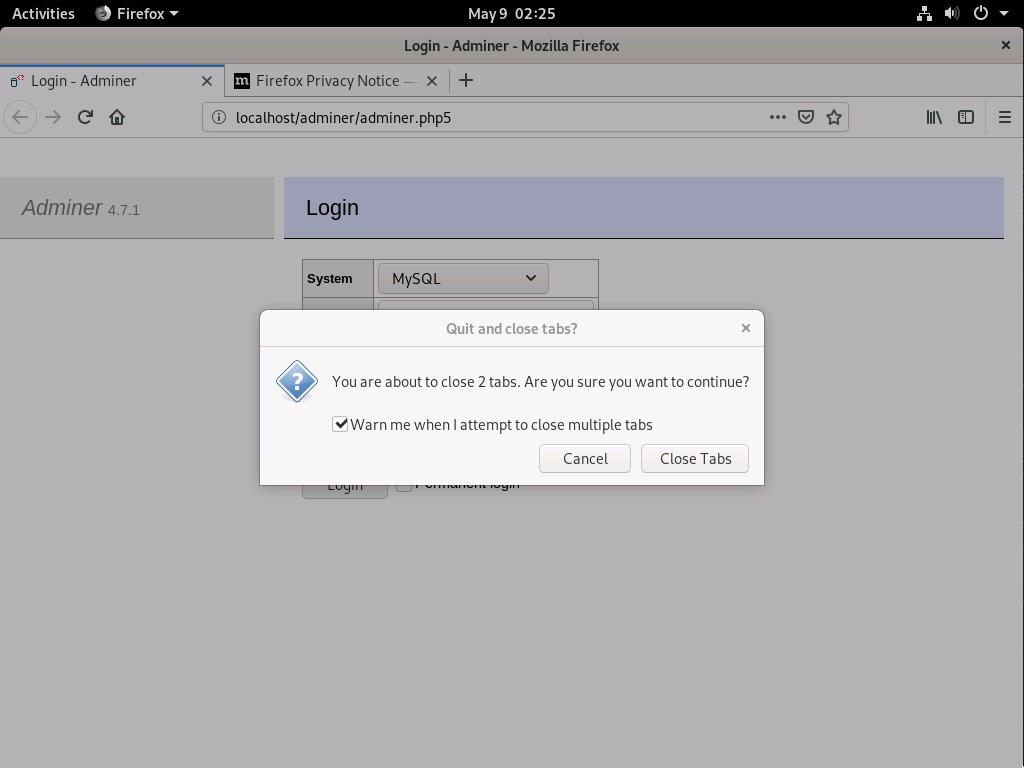 Activities Firefox May 9 02:25
Login - Adminer - Mozilla Firefox
Login - Adminer Firefox Privacy Notice —
localhost/adminer/adminer.php5
Adminer 4.7.1
Login
System MySQL
Quit and close tabs?
You are about to close 2 tabs. Are you sure you want to continue?
Warn me when I attempt to close multiple tabs
Cancel Close Tabs
Login Permanent login